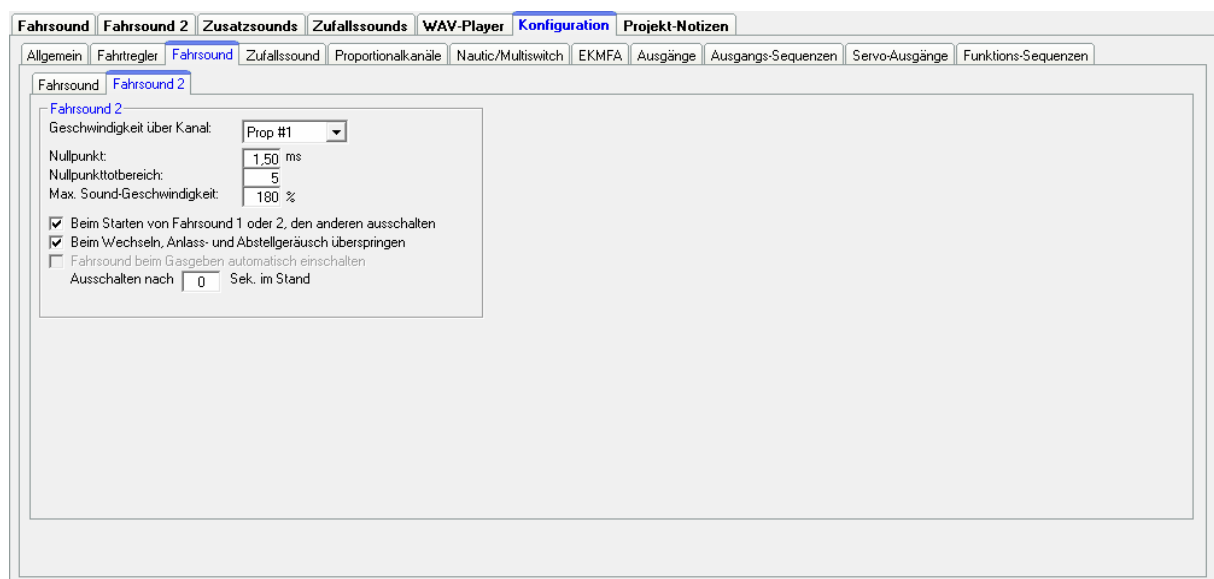 Fahrsound Fahrsound 2 Zusatzsounds Zufallssounds WAV-Player Konfiguration Projekt-Notizen
Allgemein Fahrtregler Fahrsound Zufallssound Proportionalkanäle Nautic/Multiswitch EKMFA Ausgänge Ausgangs-Sequenzen Servo-Ausgänge Funktions-Sequenzen
Fahrsound Fahrsound 2
Fahrsound 2
Geschwindigkeit über Kanal: Prop #1
Nullpunkt: 1,50 ms
Nullpunkttotbereich: 5
Max. Sound-Geschwindigkeit: 180 %
Beim Starten von Fahrsound 1 oder 2, den anderen ausschalten
Beim Wechseln, Anlass- und Abstellgeräusch überspringen
Fahrsound beim Gasgeben automatisch einschalten
Ausschalten nach 0 Sek. im Stand